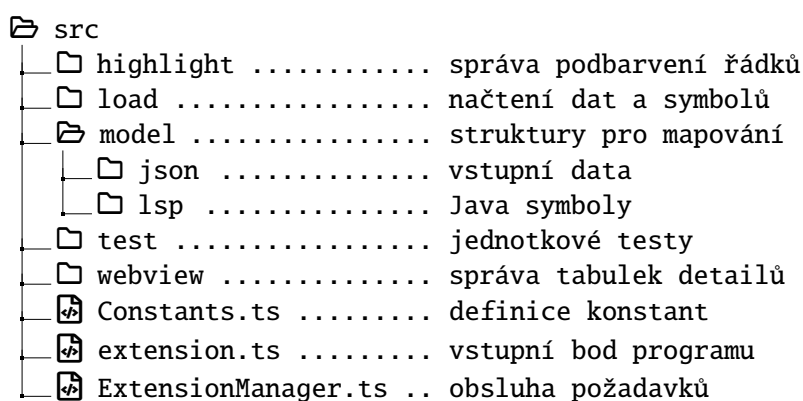 src
highlight ............ správa podbarvení řádků
load ................. načtení dat a symbolů
model ................ struktury pro mapování
json ............... vstupní data
lsp ............... Java symboly
test ................. jednotkové testy
webview .............. správa tabulek detailů
Constants.ts ......... definice konstant
extension.ts ......... vstupní bod programu
ExtensionManager.ts .. obsluha požadavků